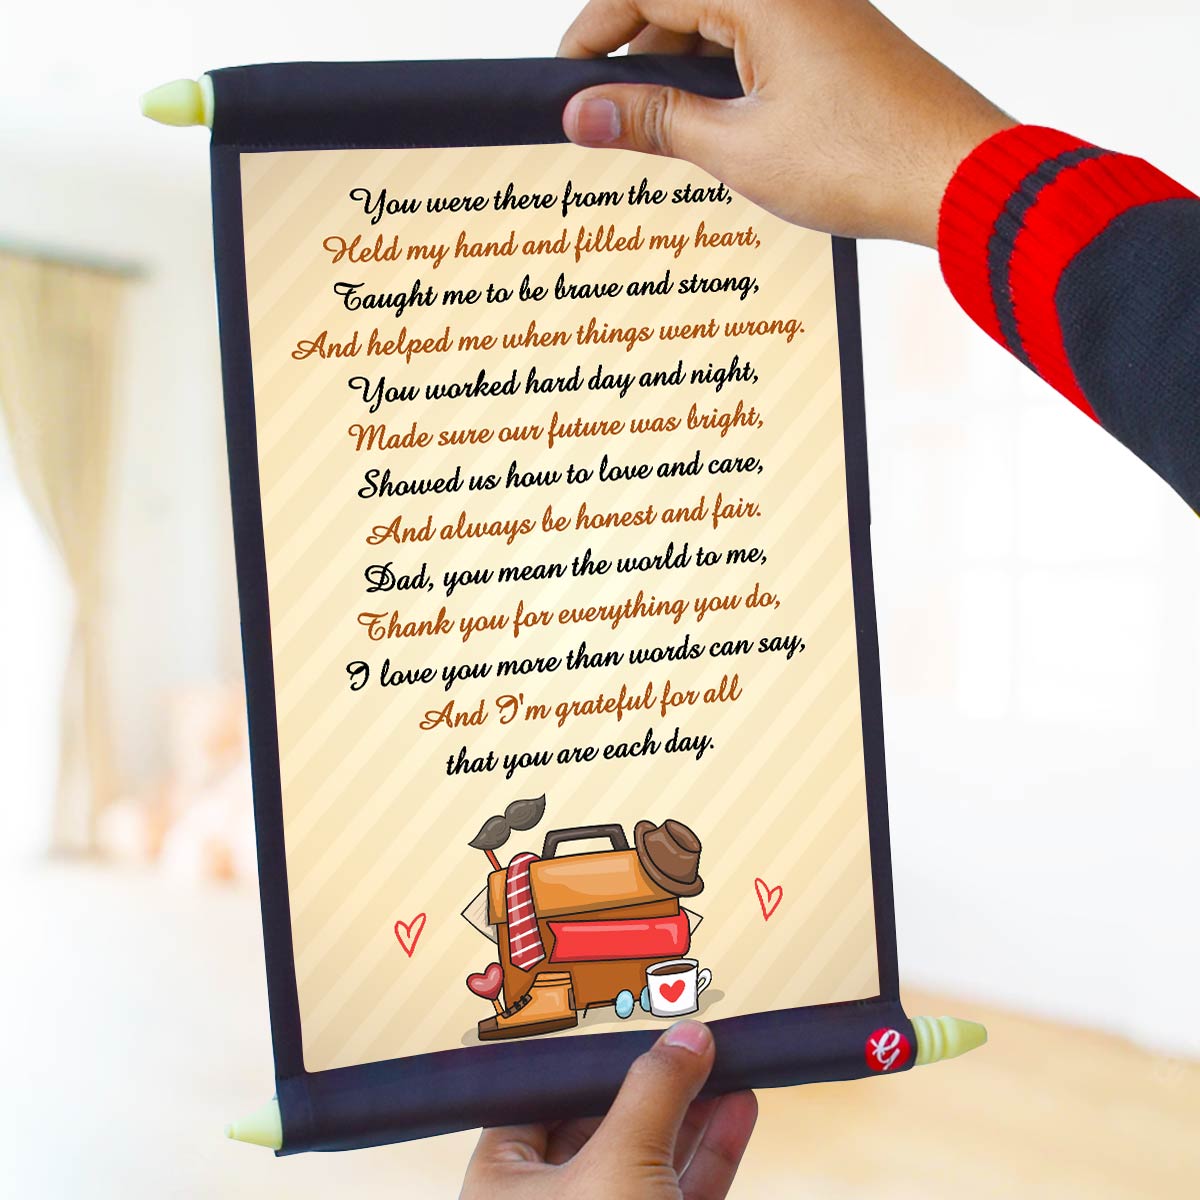 You were there from the start,
Held my hand and filled my heart,
Taught me to be brave and strong,
And helped me when things went wrong.
You worked hard day and night,
Made sure our future was bright,
Showed us how to love and care,
And always be honest and fair.
Dad, you mean the world to me,
Thank you for everything you do,
I love you more than words can say,
And I'm grateful for all
that you are each day.